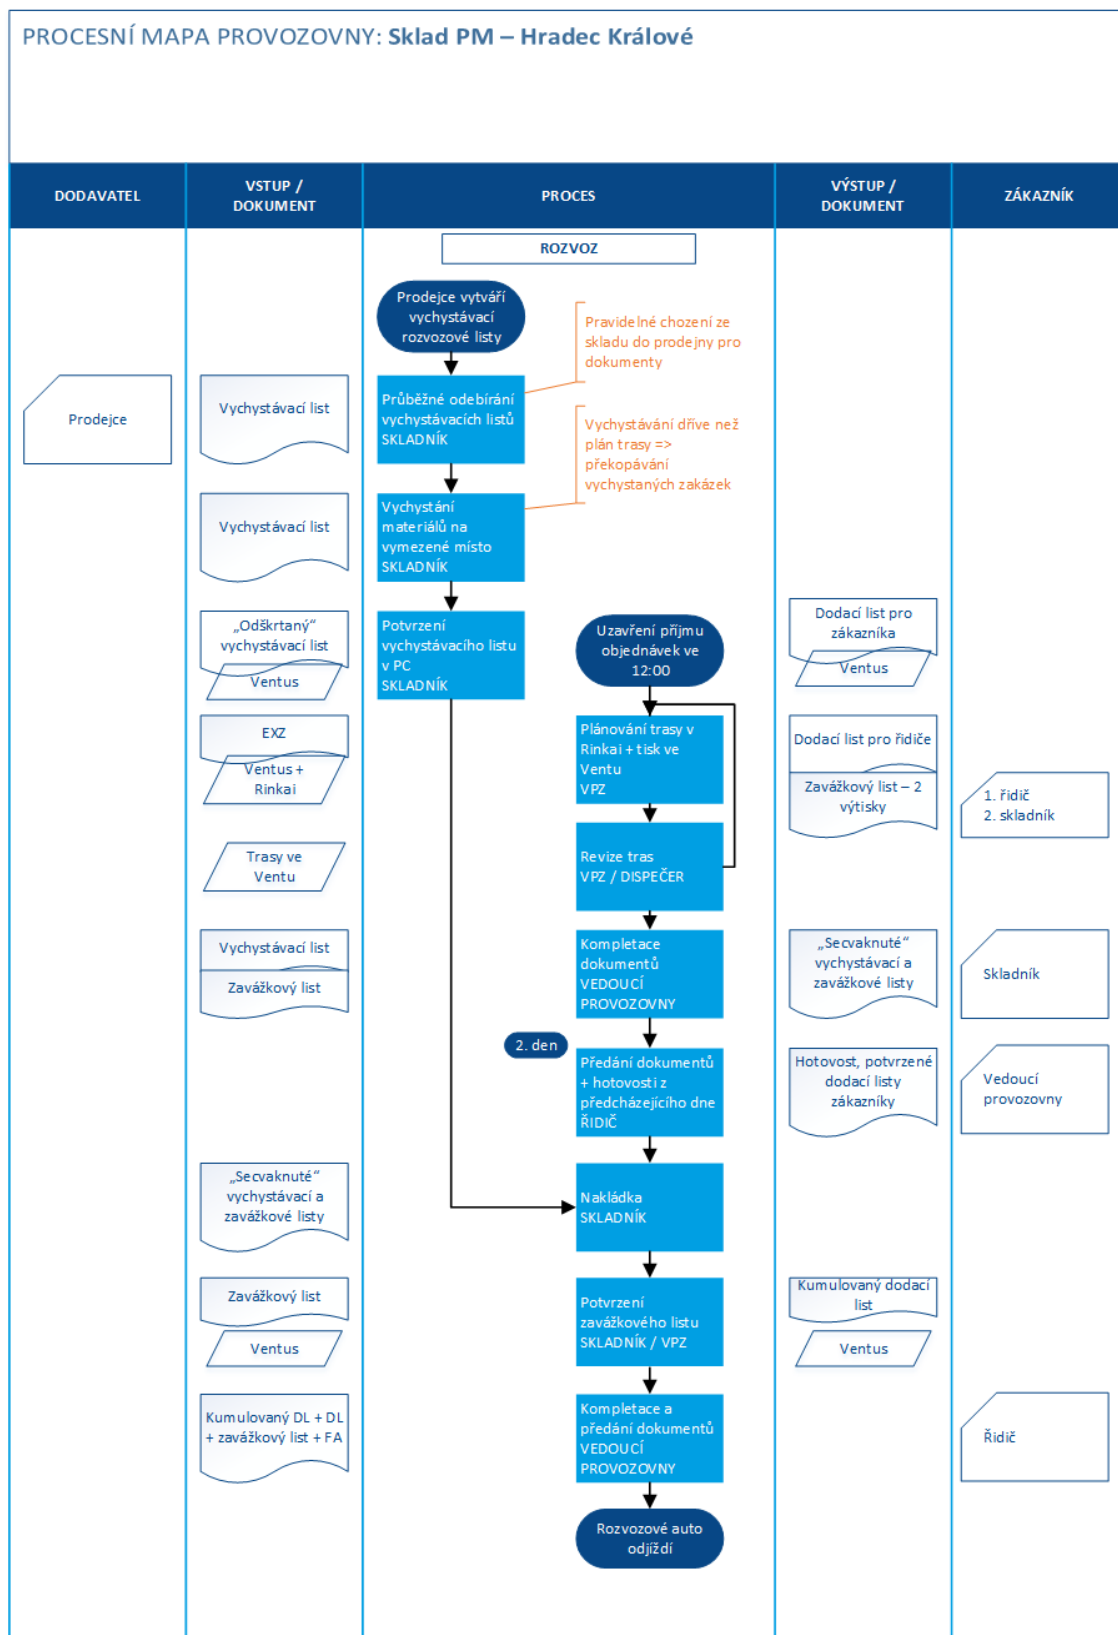 PROCESNÍ MAPA PROVOZOVNY: Sklad PM – Hradec Králové
DODAVATEL
VSTUP /
DOKUMENT
PROCES
VÝSTUP /
DOKUMENT
ZÁKAZNÍK
ROZVOZ
Prodejce vytváří
vychystávací
rozvozové listy
Pravidelné chození ze
skladu do prodejny pro
dokumenty
Prodejce
Vychystávací list
Průběžné odebírání
vychystávacích listů
SKLADNÍK
Vychystávání dříve než
plán trasy =>
překopávání
vychystaných zakázek
Vychystávací list
Vychystání
materiálů na
vymezené místo
SKLADNÍK
„Odškrtaný“
vychystávací list
Ventus
Potvrzení
vychystávacího listu
v PC
SKLADNÍK
Uzavření příjmu
objednávek ve
12:00
Dodací list pro
zákazníka
Ventus
EXZ
Ventus +
Rinkai
Plánování trasy v
Rinkai + tisk ve
Ventu
VPZ
Dodací list pro řidiče
Zavážkový list – 2
výtisky
1. řidič
2. skladník
Trasy ve
Ventu
Revize tras
VPZ / DISPEČER
Vychystávací list
Zavážkový list
Kompletace
dokumentů
VEDOUCÍ
PROVOZOVNY
„Secvaknuté“
vychystávací a
zavážkové listy
Skladník
2. den
Předání dokumentů
+ hotovosti z
předcházejícího dne
ŘIDIČ
Hotovost, potvrzené
dodací listy
zákazníky
Vedoucí
provozovny
„Secvaknuté“
vychystávací a
zavážkové listy
Nakládka
SKLADNÍK
Zavážkový list
Ventus
Potvrzení
zavážkového listu
SKLADNÍK / VPZ
Kumulovaný dodací
list
Ventus
Kumulovaný DL + DL
+ zavážkový list + FA
Kompletace a
předání dokumentů
VEDOUCÍ
PROVOZOVNY
Řidič
Rozvozové auto
odjíždí